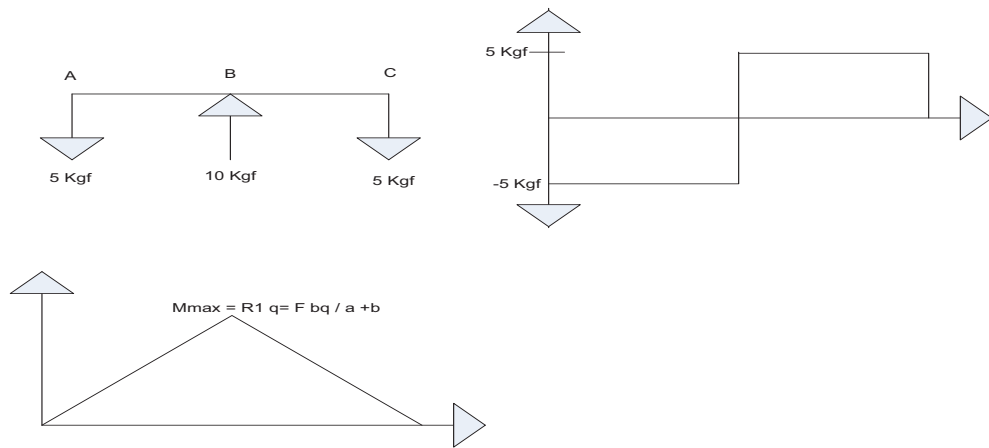 A
B
C
5 Kgf
10 Kgf
5 Kgf
5 Kgf
-5 Kgf
Mmax = R1 q= F bq / a +b